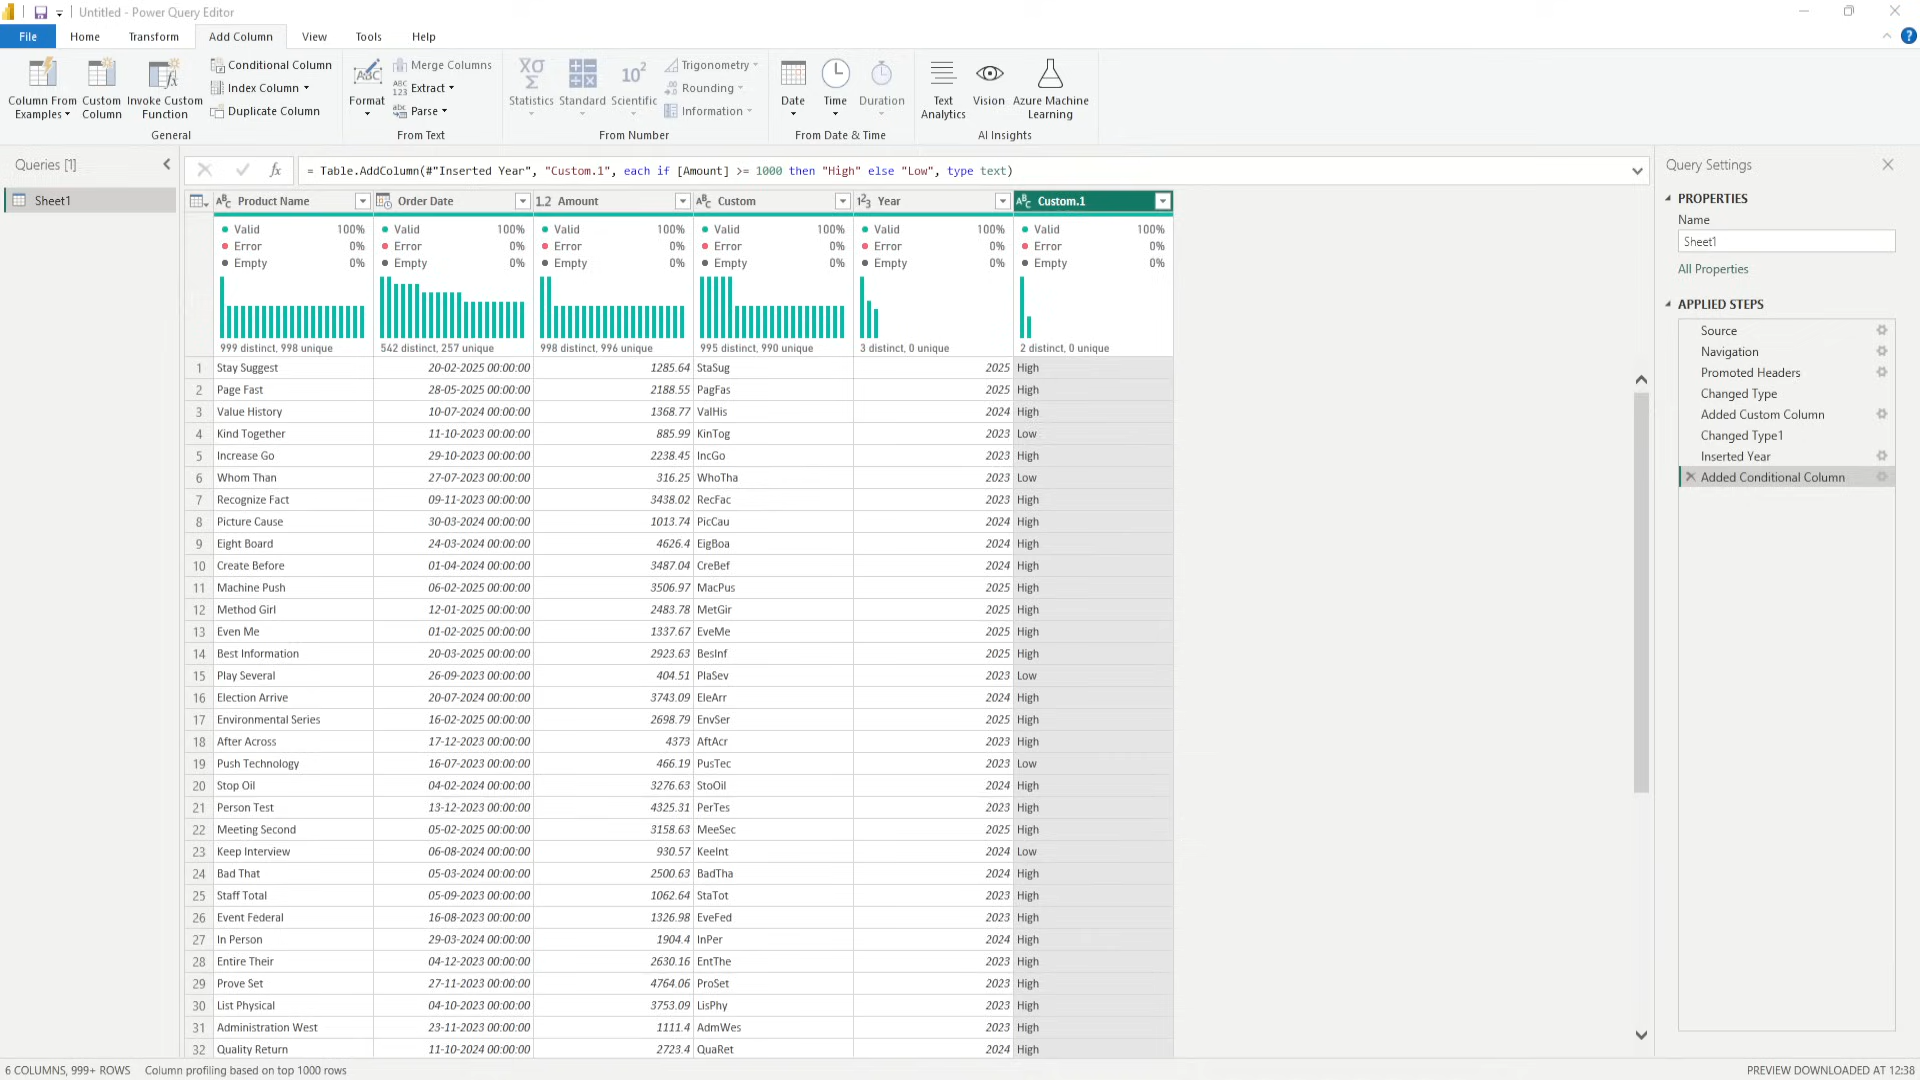 Untitled - Power Query Editor
File Home Transform Add Column View Tools Help
Column From Examples
Custom Column
Invoke Custom Function
Conditional Column
Index Column
Duplicate Column
General
Format
Merge Columns
Extract
Parse
From Text
Statistics Standard Scientific
Trigonometry
Rounding
Information
From Number
Date Time Duration
From Date & Time
Text Analytics
Vision
Azure Machine Learning
AI Insights
Queries [1]
Sheet1
fx = Table.AddColumn(#"Inserted Year", "Custom.1", each if [Amount] >= 1000 then "High" else "Low", type text)
Product Name Order Date 1.2 Amount Custom Year Custom.1
Valid 100% Valid 100% Valid 100% Valid 100% Valid 100% Valid 100%
Error 0% Error 0% Error 0% Error 0% Error 0% Error 0%
Empty 0% Empty 0% Empty 0% Empty 0% Empty 0% Empty 0%
999 distinct, 998 unique 542 distinct, 257 unique 998 distinct, 996 unique 995 distinct, 990 unique 3 distinct, 0 unique 2 distinct, 0 unique
1 Stay Suggest 20-02-2025 00:00:00 1285.64 StaSug 2025 High
2 Page Fast 28-05-2025 00:00:00 2188.55 PagFas 2025 High
3 Value History 10-07-2024 00:00:00 1368.77 ValHis 2024 High
4 Kind Together 11-10-2023 00:00:00 885.99 KinTog 2023 Low
5 Increase Go 29-10-2023 00:00:00 2238.45 IncGo 2023 High
6 Whom Than 27-07-2023 00:00:00 316.25 WhoTha 2023 Low
7 Recognize Fact 09-11-2023 00:00:00 3438.02 RecFac 2023 High
8 Picture Cause 30-03-2024 00:00:00 1013.74 PicCau 2024 High
9 Eight Board 24-03-2024 00:00:00 4626.4 EigBoa 2024 High
10 Create Before 01-04-2024 00:00:00 3487.04 CreBef 2024 High
11 Machine Push 06-02-2025 00:00:00 3506.97 MacPus 2025 High
12 Method Girl 12-01-2025 00:00:00 2483.78 MetGir 2025 High
13 Even Me 01-02-2025 00:00:00 1337.67 EveMe 2025 High
14 Best Information 20-03-2025 00:00:00 2923.63 BesInf 2025 High
15 Play Several 26-09-2023 00:00:00 404.51 PlaSev 2023 Low
16 Election Arrive 20-07-2024 00:00:00 3743.09 EleArr 2024 High
17 Environmental Series 16-02-2025 00:00:00 2698.79 EnvSer 2025 High
18 After Across 17-12-2023 00:00:00 4373 AftAcr 2023 High
19 Push Technology 16-07-2023 00:00:00 466.19 PusTec 2023 Low
20 Stop Oil 04-02-2024 00:00:00 3276.63 StoOil 2024 High
21 Person Test 13-12-2023 00:00:00 4325.31 PerTes 2023 High
22 Meeting Second 05-02-2025 00:00:00 3158.63 MeeSec 2025 High
23 Keep Interview 06-08-2024 00:00:00 930.57 KeeInt 2024 Low
24 Bad That 05-03-2024 00:00:00 2500.63 BadTha 2024 High
25 Staff Total 05-09-2023 00:00:00 1062.64 StaTot 2023 High
26 Event Federal 16-08-2023 00:00:00 1326.98 EveFed 2023 High
27 In Person 29-03-2024 00:00:00 1904.4 InPer 2024 High
28 Entire Their 04-12-2023 00:00:00 2630.16 EntThe 2023 High
29 Prove Set 27-11-2023 00:00:00 4764.06 ProSet 2023 High
30 List Physical 04-10-2023 00:00:00 3753.09 LisPhy 2023 High
31 Administration West 23-11-2023 00:00:00 1111.4 AdmWes 2023 High
32 Quality Return 11-10-2024 00:00:00 2723.4 QuaRet 2024 High
Query Settings
PROPERTIES
Name
Sheet1
All Properties
APPLIED STEPS
Source
Navigation
Promoted Headers
Changed Type
Added Custom Column
Changed Type1
Inserted Year
Added Conditional Column
6 COLUMNS, 999+ ROWS Column profiling based on top 1000 rows PREVIEW DOWNLOADED AT 12:38